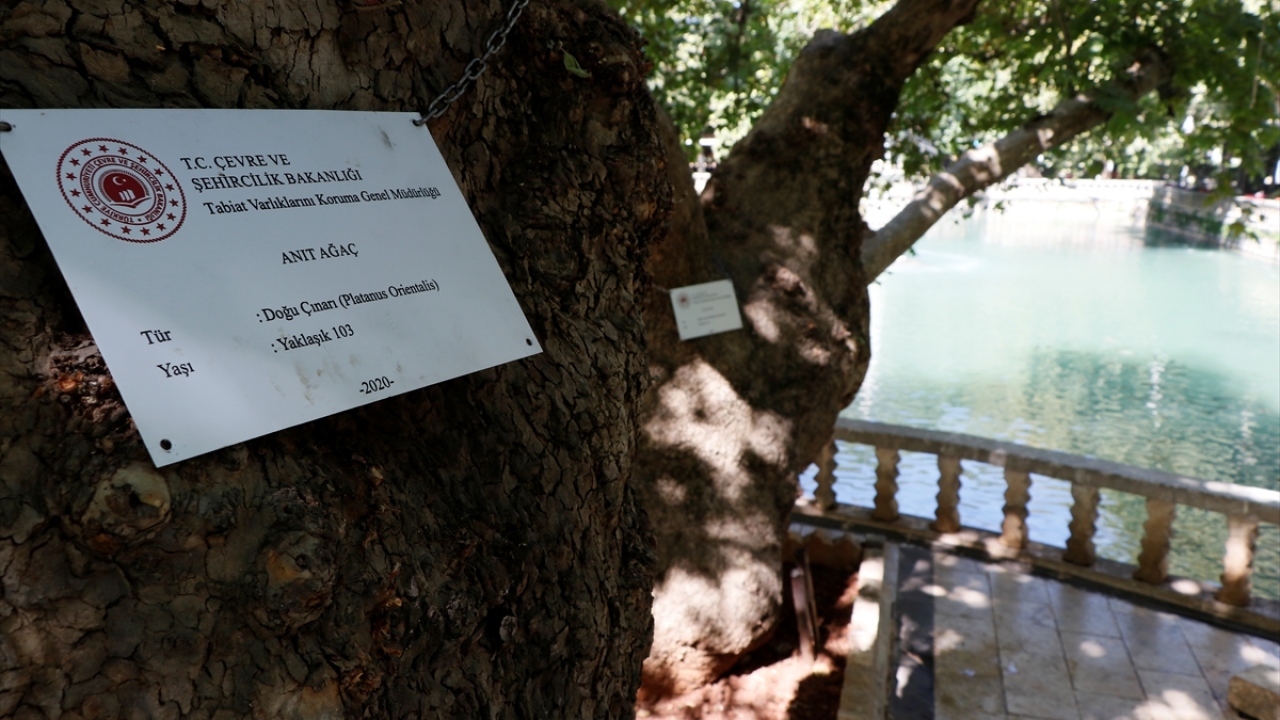 T.C. ÇEVRE VE
ŞEHİRCİLİK BAKANLIĞI
Tabiat Varlıklarını Koruma Genel Müdürlüğü
ANIT AĞAÇ
Tür : Doğu Çınarı (Platanus Orientalis)
Yaşı : Yaklaşık 103
-2020-